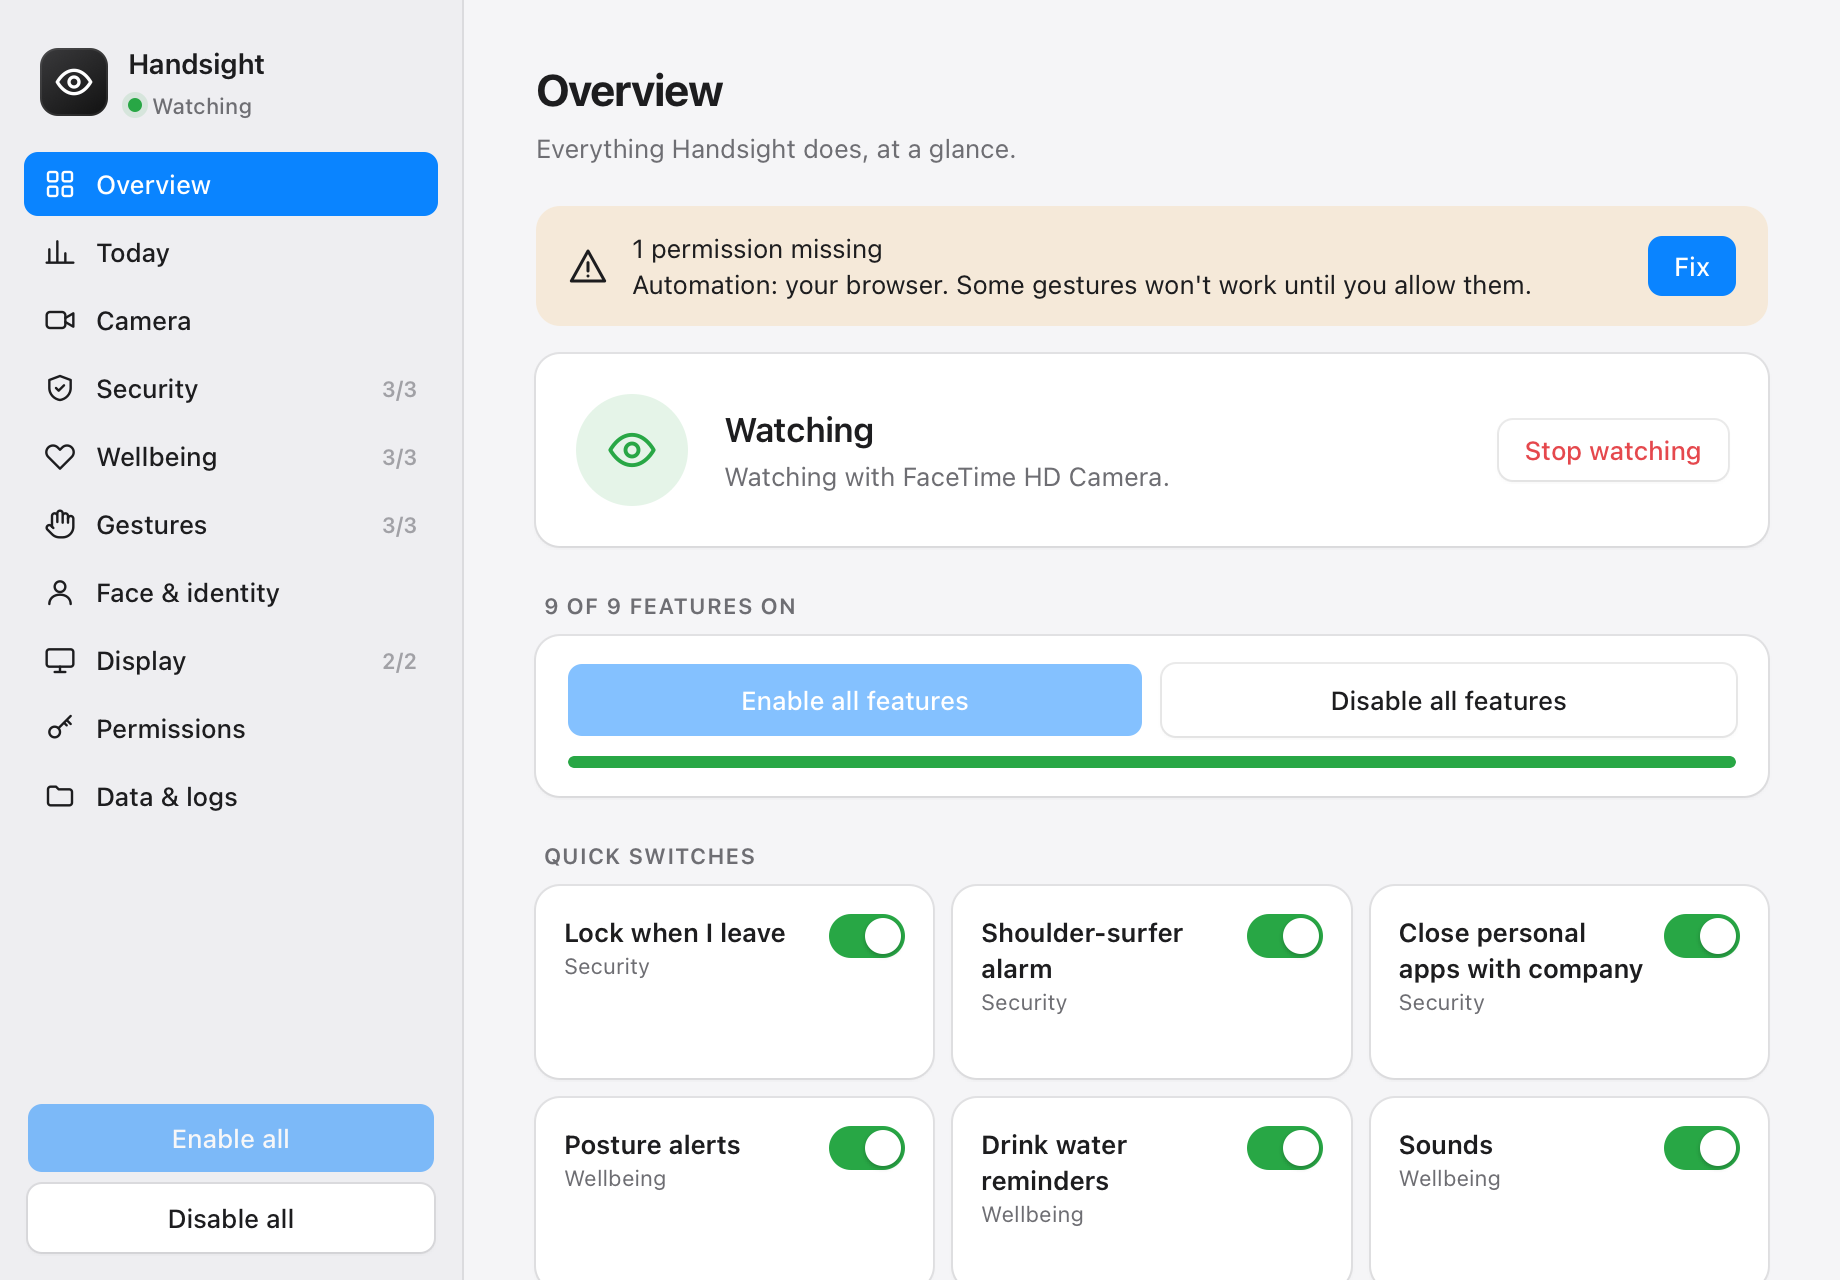 Handsight
Watching
Overview
Today
Camera
Security 3/3
Wellbeing 3/3
Gestures 3/3
Face & identity
Display 2/2
Permissions
Data & logs
Enable all
Disable all
Overview
Everything Handsight does, at a glance.
1 permission missing
Automation: your browser. Some gestures won't work until you allow them.
Fix
Watching
Watching with FaceTime HD Camera.
Stop watching
9 OF 9 FEATURES ON
Enable all features
Disable all features
QUICK SWITCHES
Lock when I leave
Security
Shoulder-surfer
alarm
Security
Close personal
apps with company
Security
Posture alerts
Wellbeing
Drink water
reminders
Wellbeing
Sounds
Wellbeing